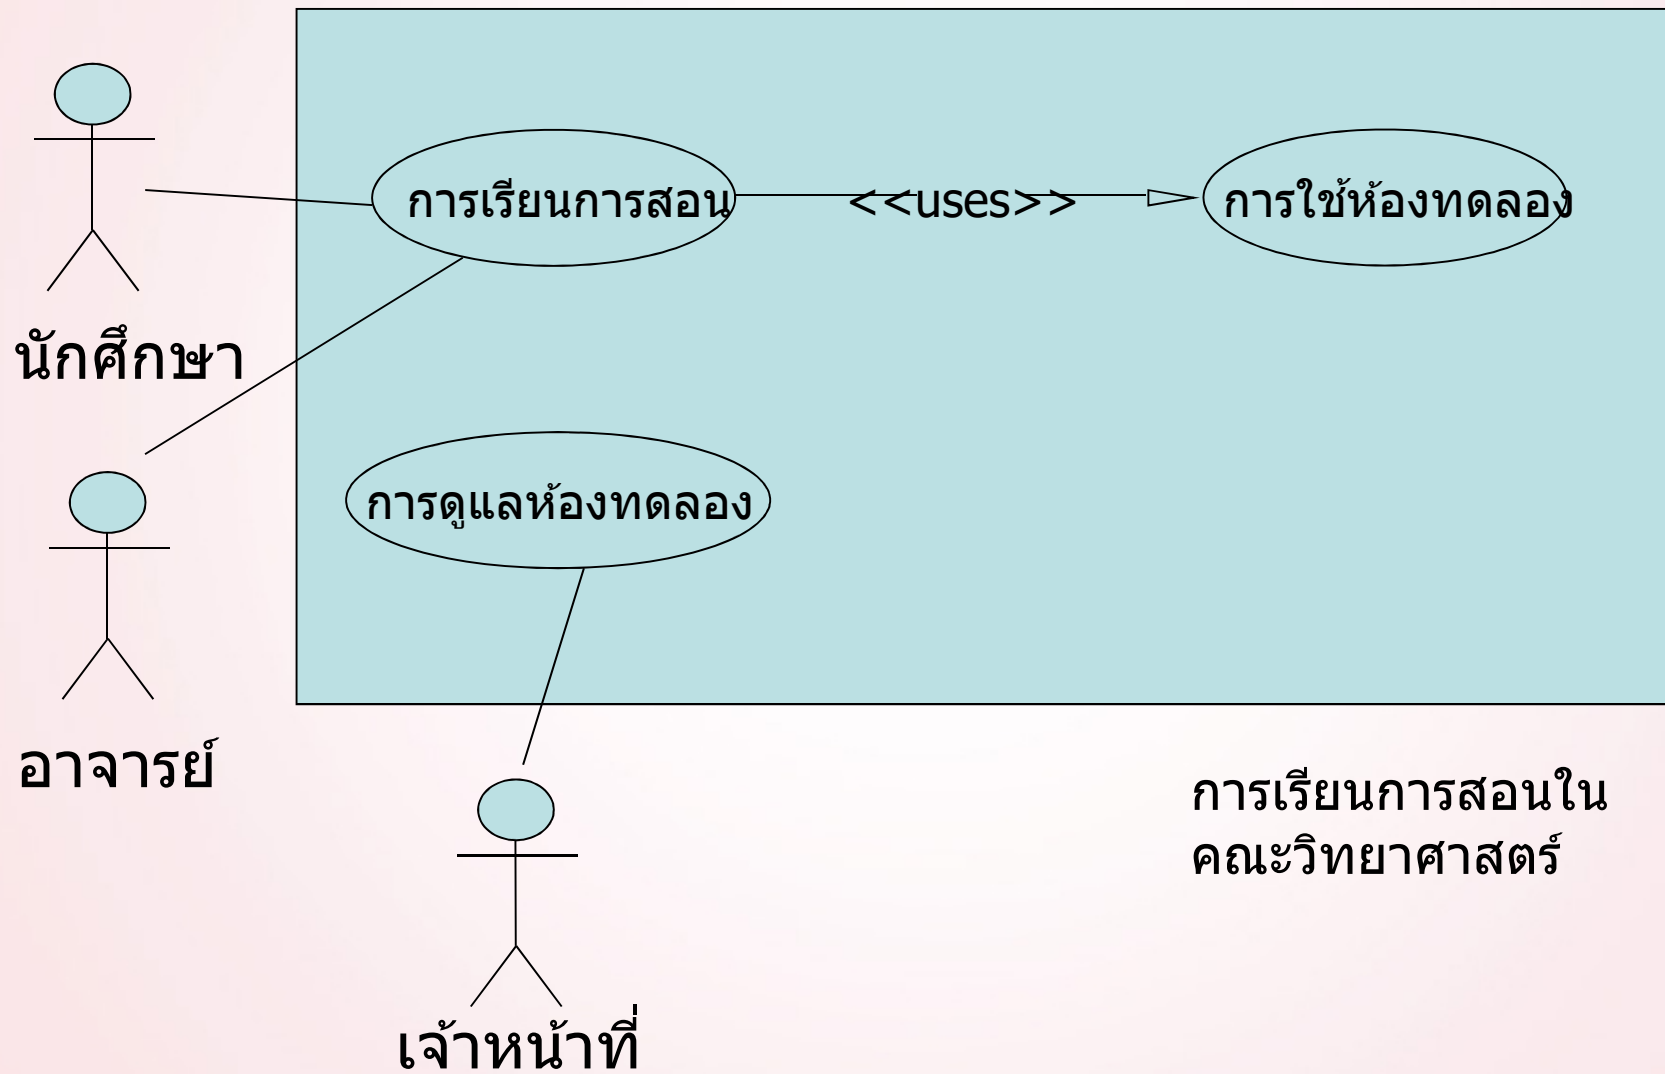 การเรียนการสอน <<uses>> การใช้ห้องทดลอง
นักศึกษา
การดูแลห้องทดลอง
อาจารย์
การเรียนการสอนใน
คณะวิทยาศาสตร์
เจ้าหน้าที่